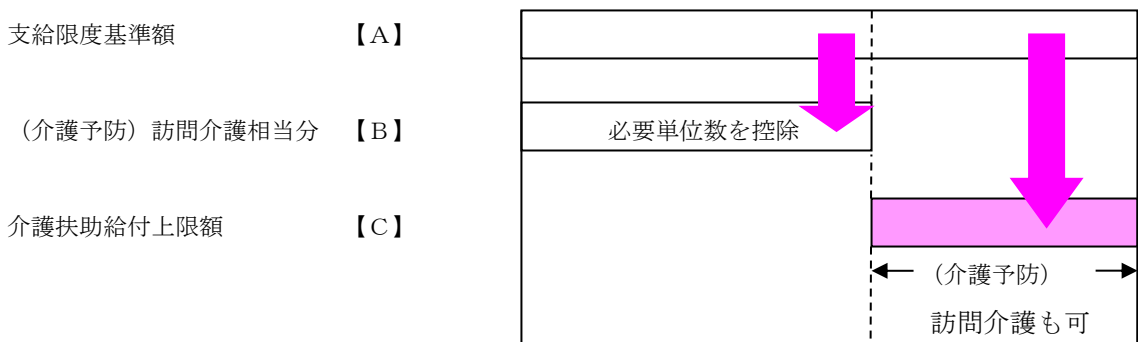 支給限度基準額 【A】
（介護予防）訪問介護相当分 【B】 必要単位数を控除
介護扶助給付上限額 【C】
（介護予防）
訪問介護も可